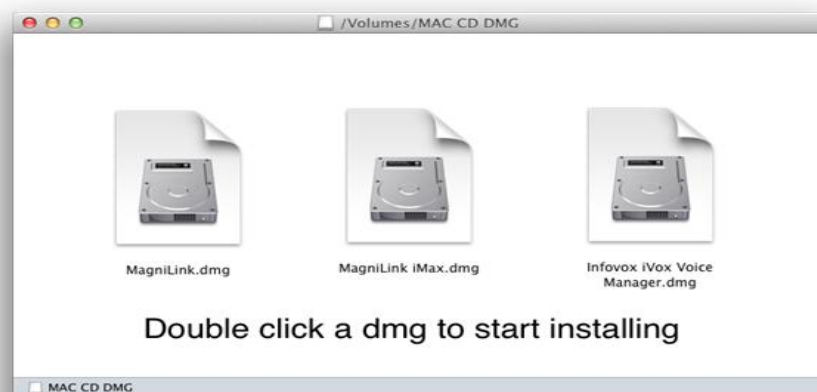 /Volumes/MAC CD DMG
MagniLink.dmg
MagniLink iMax.dmg
Infovox iVox Voice
Manager.dmg
Double click a dmg to start installing
MAC CD DMG